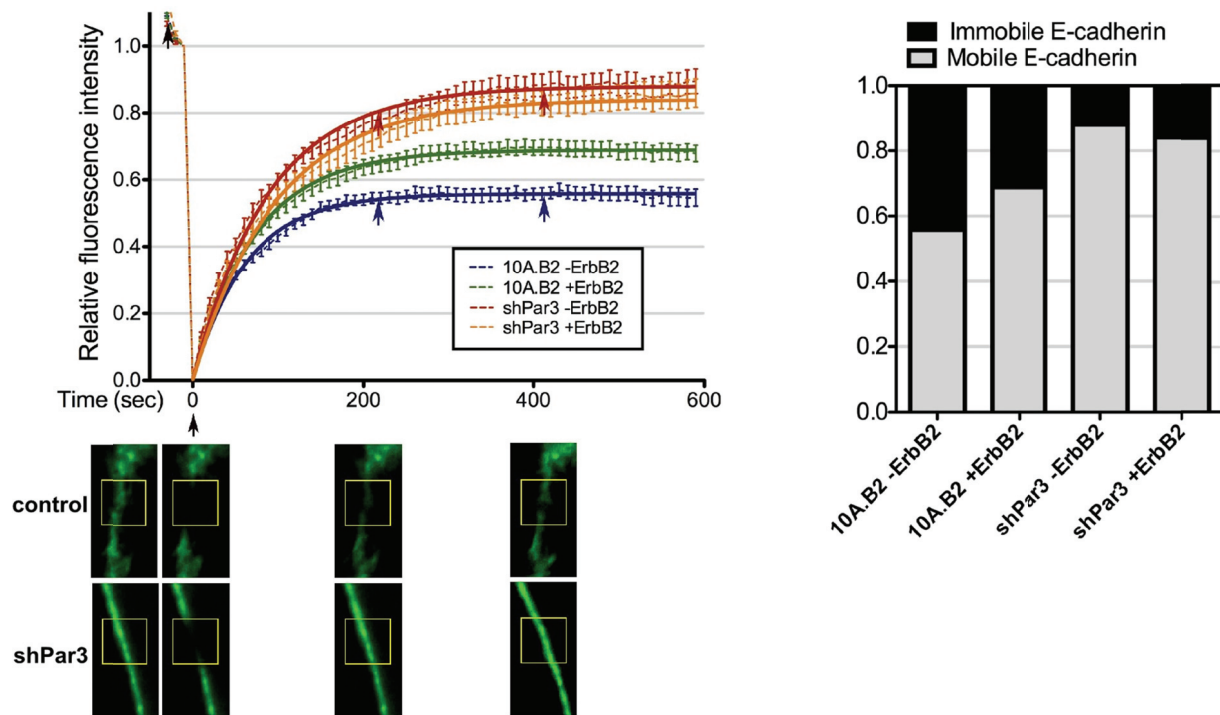 Relative fluorescence intensity
1.0
0.8
0.6
0.4
0.2
0.0
Time (sec) 0 200 400 600
10A.B2 -ErbB2
10A.B2 +ErbB2
shPar3 -ErbB2
shPar3 +ErbB2
control
shPar3
Immobile E-cadherin
Mobile E-cadherin
1.0
0.8
0.6
0.4
0.2
0.0
10A.B2 -ErbB2
10A.B2 +ErbB2
shPar3 -ErbB2
shPar3 +ErbB2